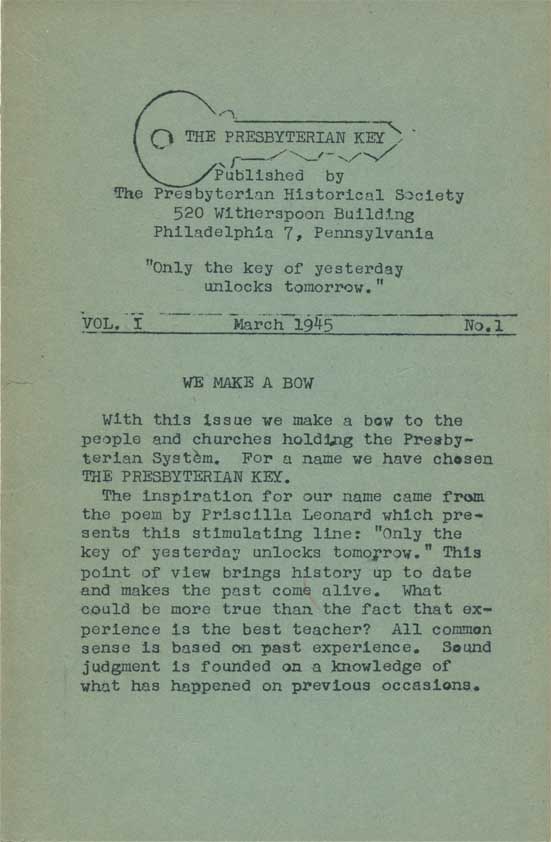 THE PRESBYTERIAN KEY
Published by
The Presbyterian Historical Society
520 Witherspoon Building
Philadelphia 7, Pennsylvania
"Only the key of yesterday
unlocks tomorrow."
VOL. I March 1945 No.1
WE MAKE A BOW
With this issue we make a bow to the
people and churches holding the Presby-
terian System. For a name we have chosen
THE PRESBYTERIAN KEY.
The inspiration for our name came from
the poem by Priscilla Leonard which pre-
sents this stimulating line: "Only the
key of yesterday unlocks tomorrow." This
point of view brings history up to date
and makes the past come alive. What
could be more true than the fact that ex-
perience is the best teacher? All common
sense is based on past experience. Sound
judgment is founded on a knowledge of
what has happened on previous occasions.